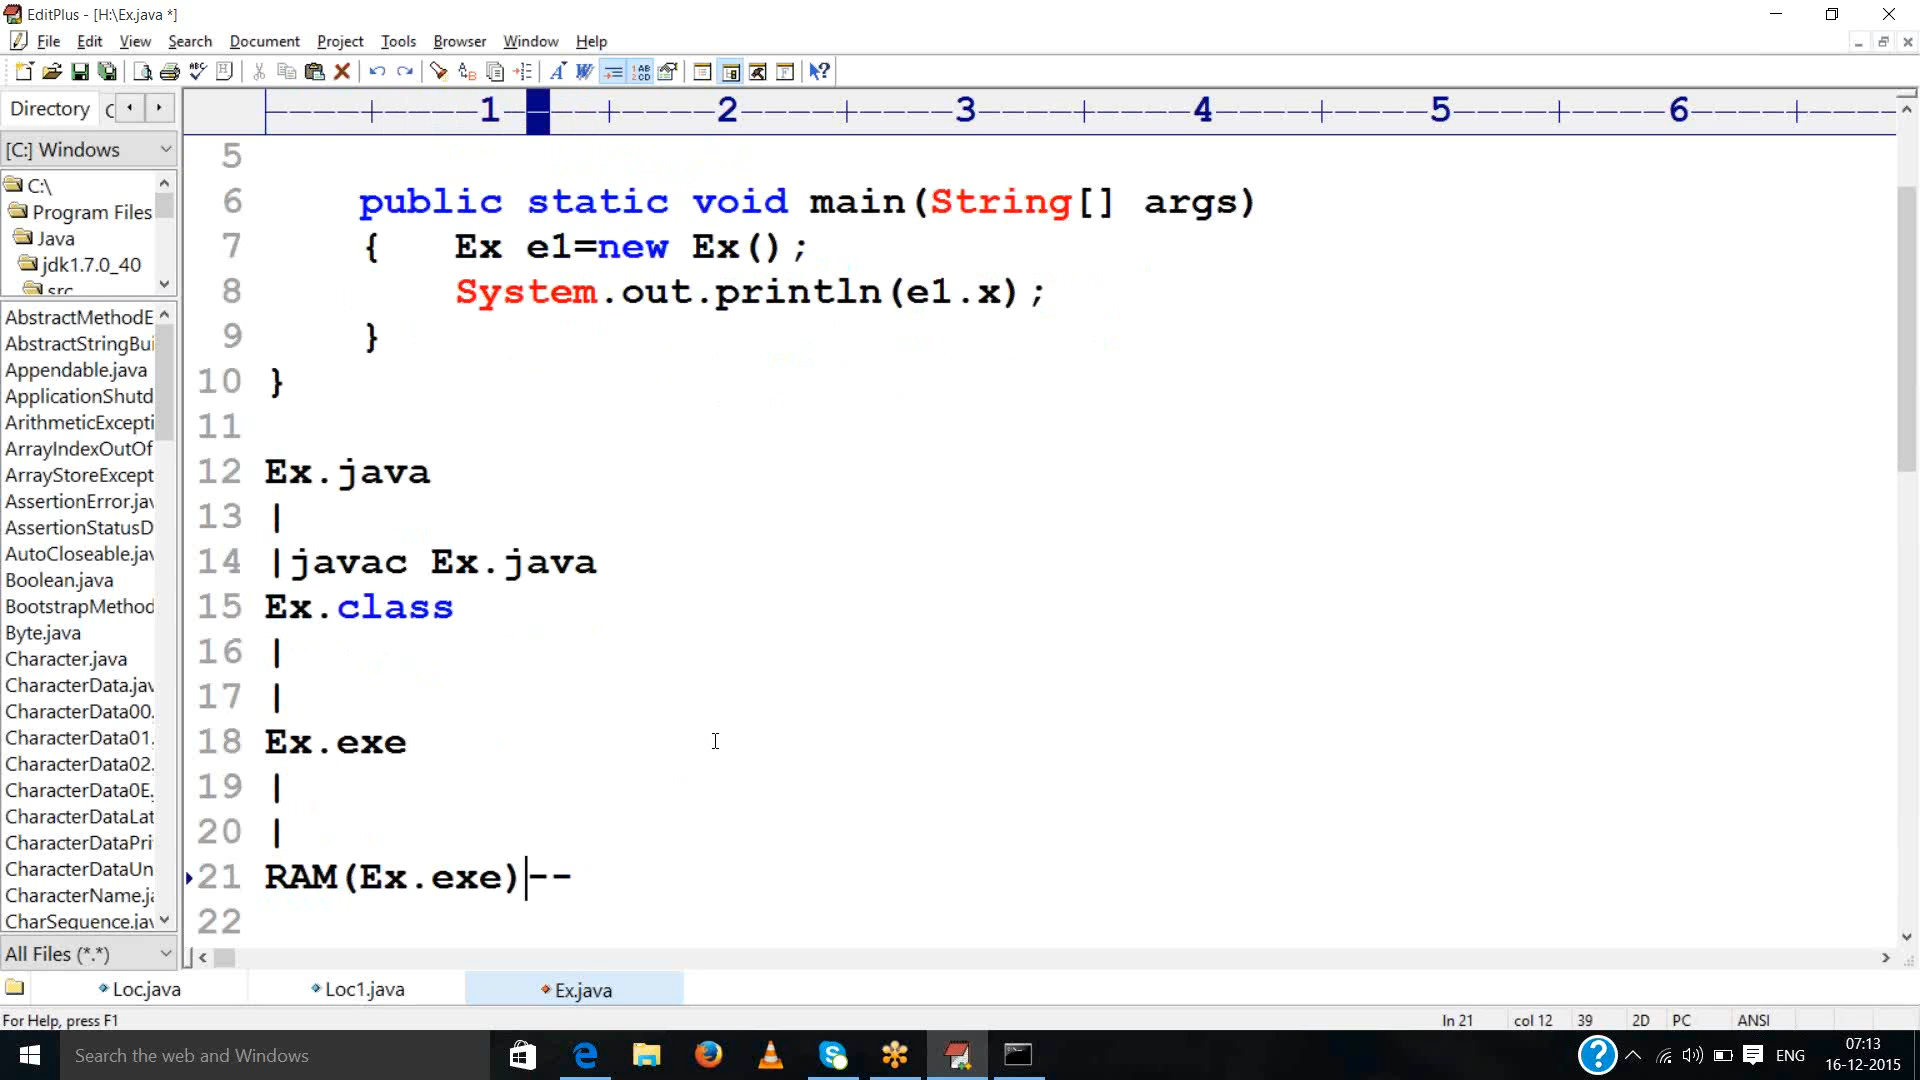 EditPlus - [H:\Ex.java *]
File Edit View Search Document Project Tools Browser Window Help
Directory
1 2 3 4 5 6
[C:] Windows
C:\
Program Files
Java
jdk1.7.0_40
src
AbstractMethodE
AbstractStringBui
Appendable.java
ApplicationShutd
ArithmeticExcepti
ArrayIndexOutOf
ArrayStoreExcept
AssertionError.jav
AssertionStatusD
AutoCloseable.jav
Boolean.java
BootstrapMethod
Byte.java
Character.java
CharacterData.jav
CharacterData00.
CharacterData01.
CharacterData02.
CharacterData0E.
CharacterDataLat
CharacterDataPri
CharacterDataUn
CharacterName.ja
CharSequence.jav
All Files (*.*)
5
6 public static void main(String[] args)
7 { Ex e1=new Ex();
8 System.out.println(e1.x);
9 }
10 }
11
12 Ex.java
13 |
14 |javac Ex.java
15 Ex.class
16 |
17 |
18 Ex.exe
19 |
20 |
21 RAM(Ex.exe)--
22
Loc.java Loc1.java Ex.java
For Help, press F1
ln 21 col 12 39 2D PC ANSI
Search the web and Windows
ENG
07:13
16-12-2015